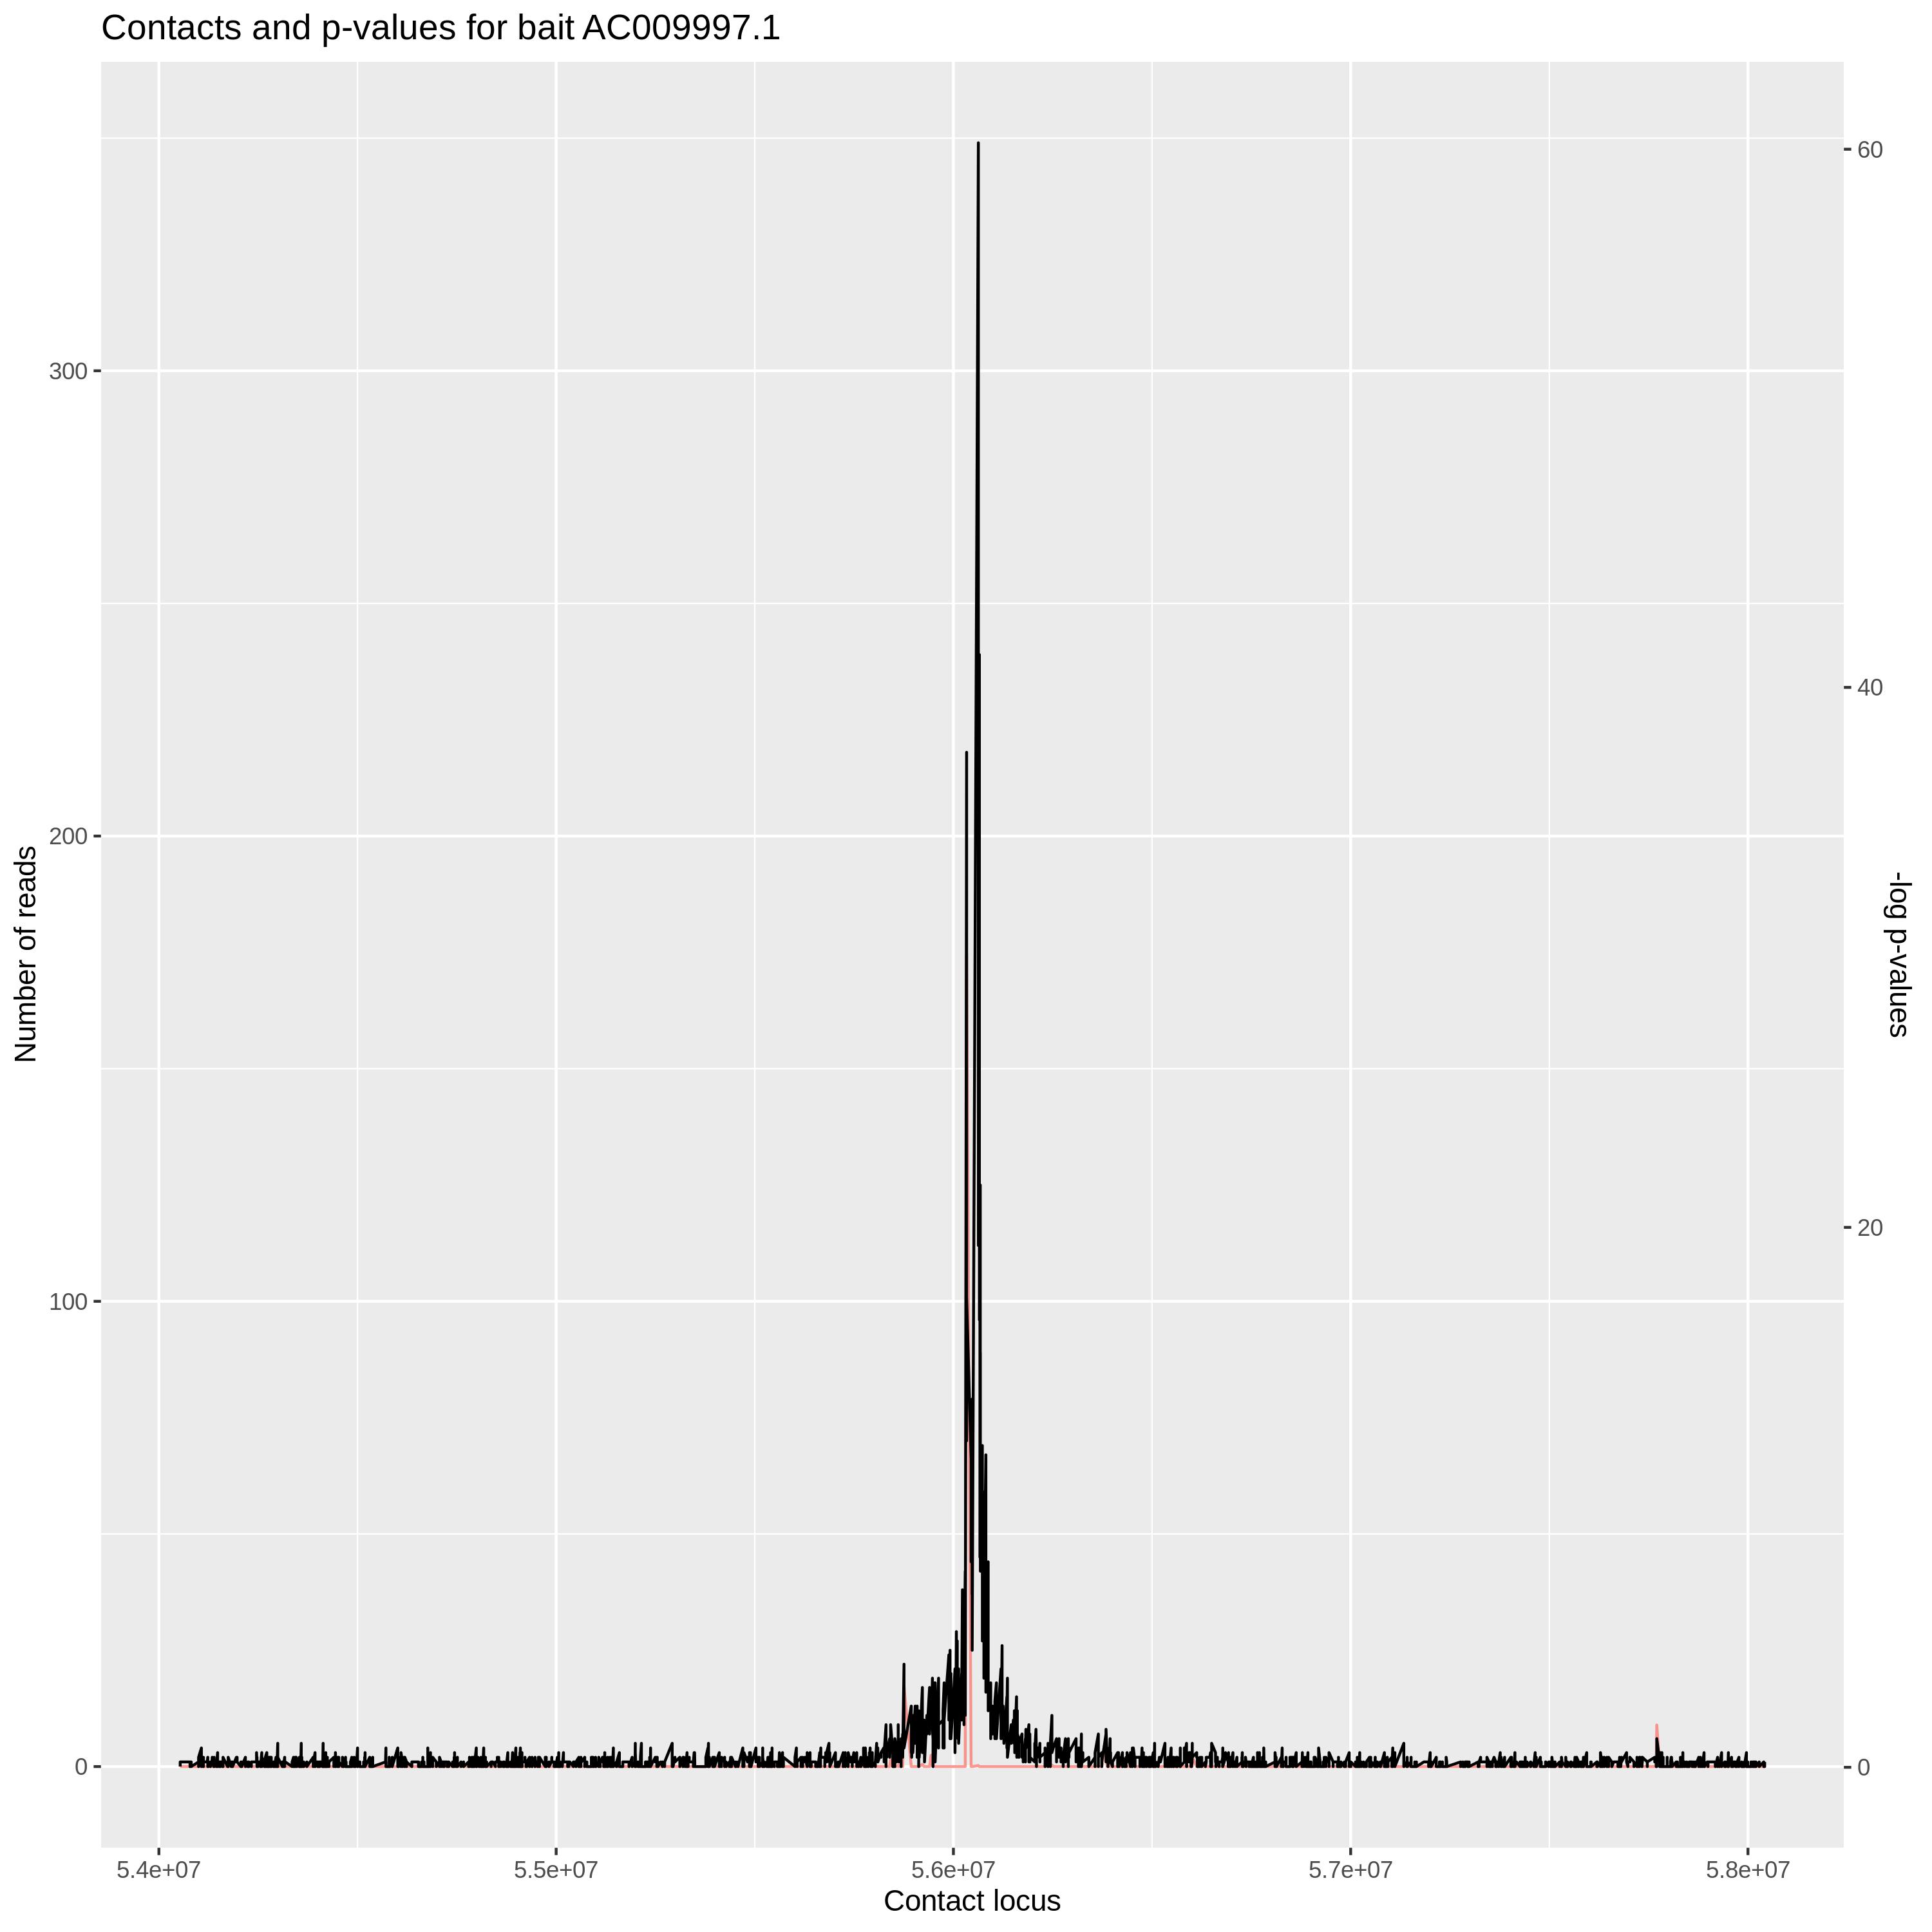 Contacts and p-values for bait AC009997.1
Number of reads
300
200
100
0
60
40
20
0
-log p-values
5.4e+07
5.5e+07
5.6e+07
5.7e+07
5.8e+07
Contact locus